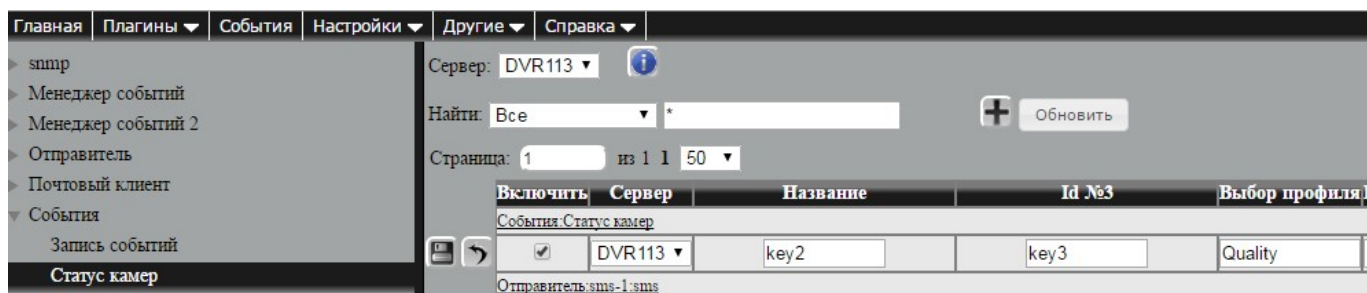 Главная Плагины События Настройки Другие Справка
snmp
Менеджер событий
Менеджер событий 2
Отправитель
Почтовый клиент
События
Запись событий
Статус камер
Сервер: DVR113
Найти: Все *
Обновить
Страница: 1 из 1 1 50
Включить Сервер Название Id №3 Выбор профиля
События:Статус камер
DVR113 key2 key3 Quality
Отправитель:sms-1:sms